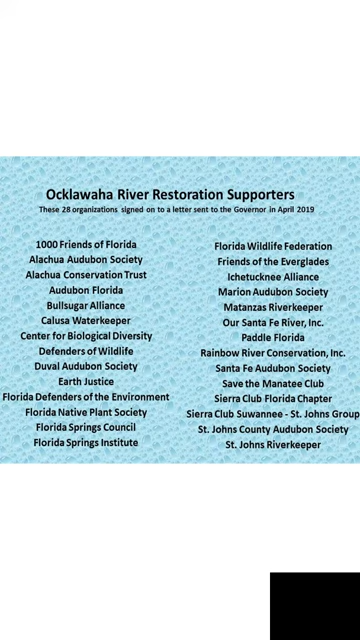 Ocklawaha River Restoration Supporters
These 28 organizations signed on to a letter sent to the Governor in April 2019
1000 Friends of Florida
Alachua Audubon Society
Alachua Conservation Trust
Audubon Florida
Bullsugar Alliance
Calusa Waterkeeper
Center for Biological Diversity
Defenders of Wildlife
Duval Audubon Society
Earth Justice
Florida Defenders of the Environment
Florida Native Plant Society
Florida Springs Council
Florida Springs Institute
Florida Wildlife Federation
Friends of the Everglades
Ichetucknee Alliance
Marion Audubon Society
Matanzas Riverkeeper
Our Santa Fe River, Inc.
Paddle Florida
Rainbow River Conservation, Inc.
Santa Fe Audubon Society
Save the Manatee Club
Sierra Club Florida Chapter
Sierra Club Suwannee - St. Johns Group
St. Johns County Audubon Society
St. Johns Riverkeeper